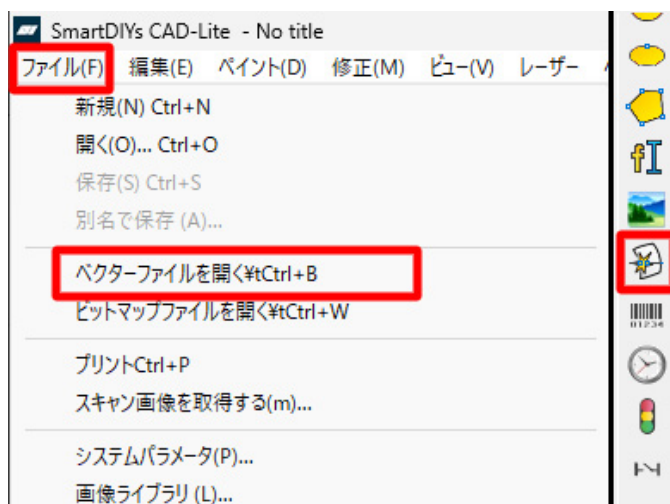 SmartDIYs CAD-Lite - No title
ファイル(F) 編集(E) ペイント(D) 修正(M) ビュー(V) レーザー
新規(N) Ctrl+N
開く(O)... Ctrl+O
保存(S) Ctrl+S
別名で保存 (A)...
ベクターファイルを開く¥tCtrl+B
ビットマップファイルを開く¥tCtrl+W
プリントCtrl+P
スキャン画像を取得する(m)...
システムパラメータ(P)...
画像ライブラリ (L)...
01234